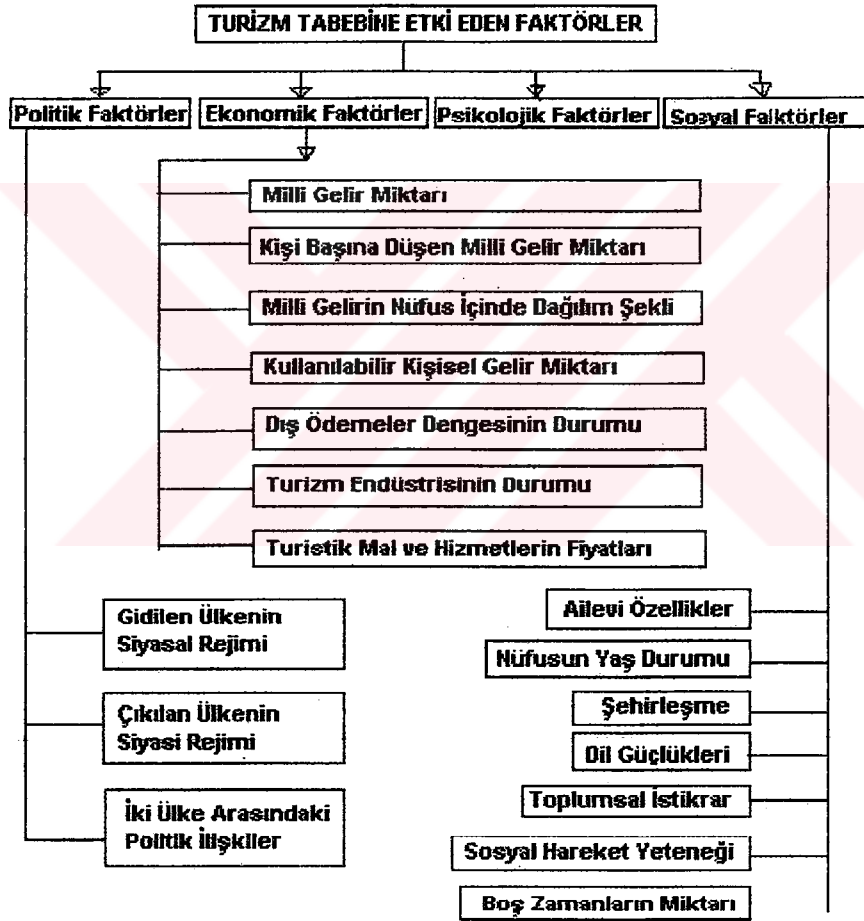 TURİZM TABEBİNE ETKİ EDEN FAKTÖRLER
Politik Faktörler
Ekonomik Faktörler
Psikolojik Faktörler
Sosyal Faktörler
Milli Gelir Miktarı
Kişi Başına Düşen Milli Gelir Miktarı
Milli Gelirin Nüfus İçinde Dağılım Şekli
Kullanılabilir Kişisel Gelir Miktarı
Dış Ödemeler Dengesinin Durumu
Turizm Endüstrisinin Durumu
Turistik Mal ve Hizmetlerin Fiyatları
Gidilen Ülkenin
Siyasal Rejimi
Çıkılan Ülkenin
Siyasi Rejimi
İki Ülke Arasındaki
Politik İlişkiler
Ailevi Özellikler
Nüfusun Yaş Durumu
Şehirleşme
Dil Güçlükleri
Toplumsal İstikrar
Sosyal Hareket Yeteneği
Boş Zamanların Miktarı